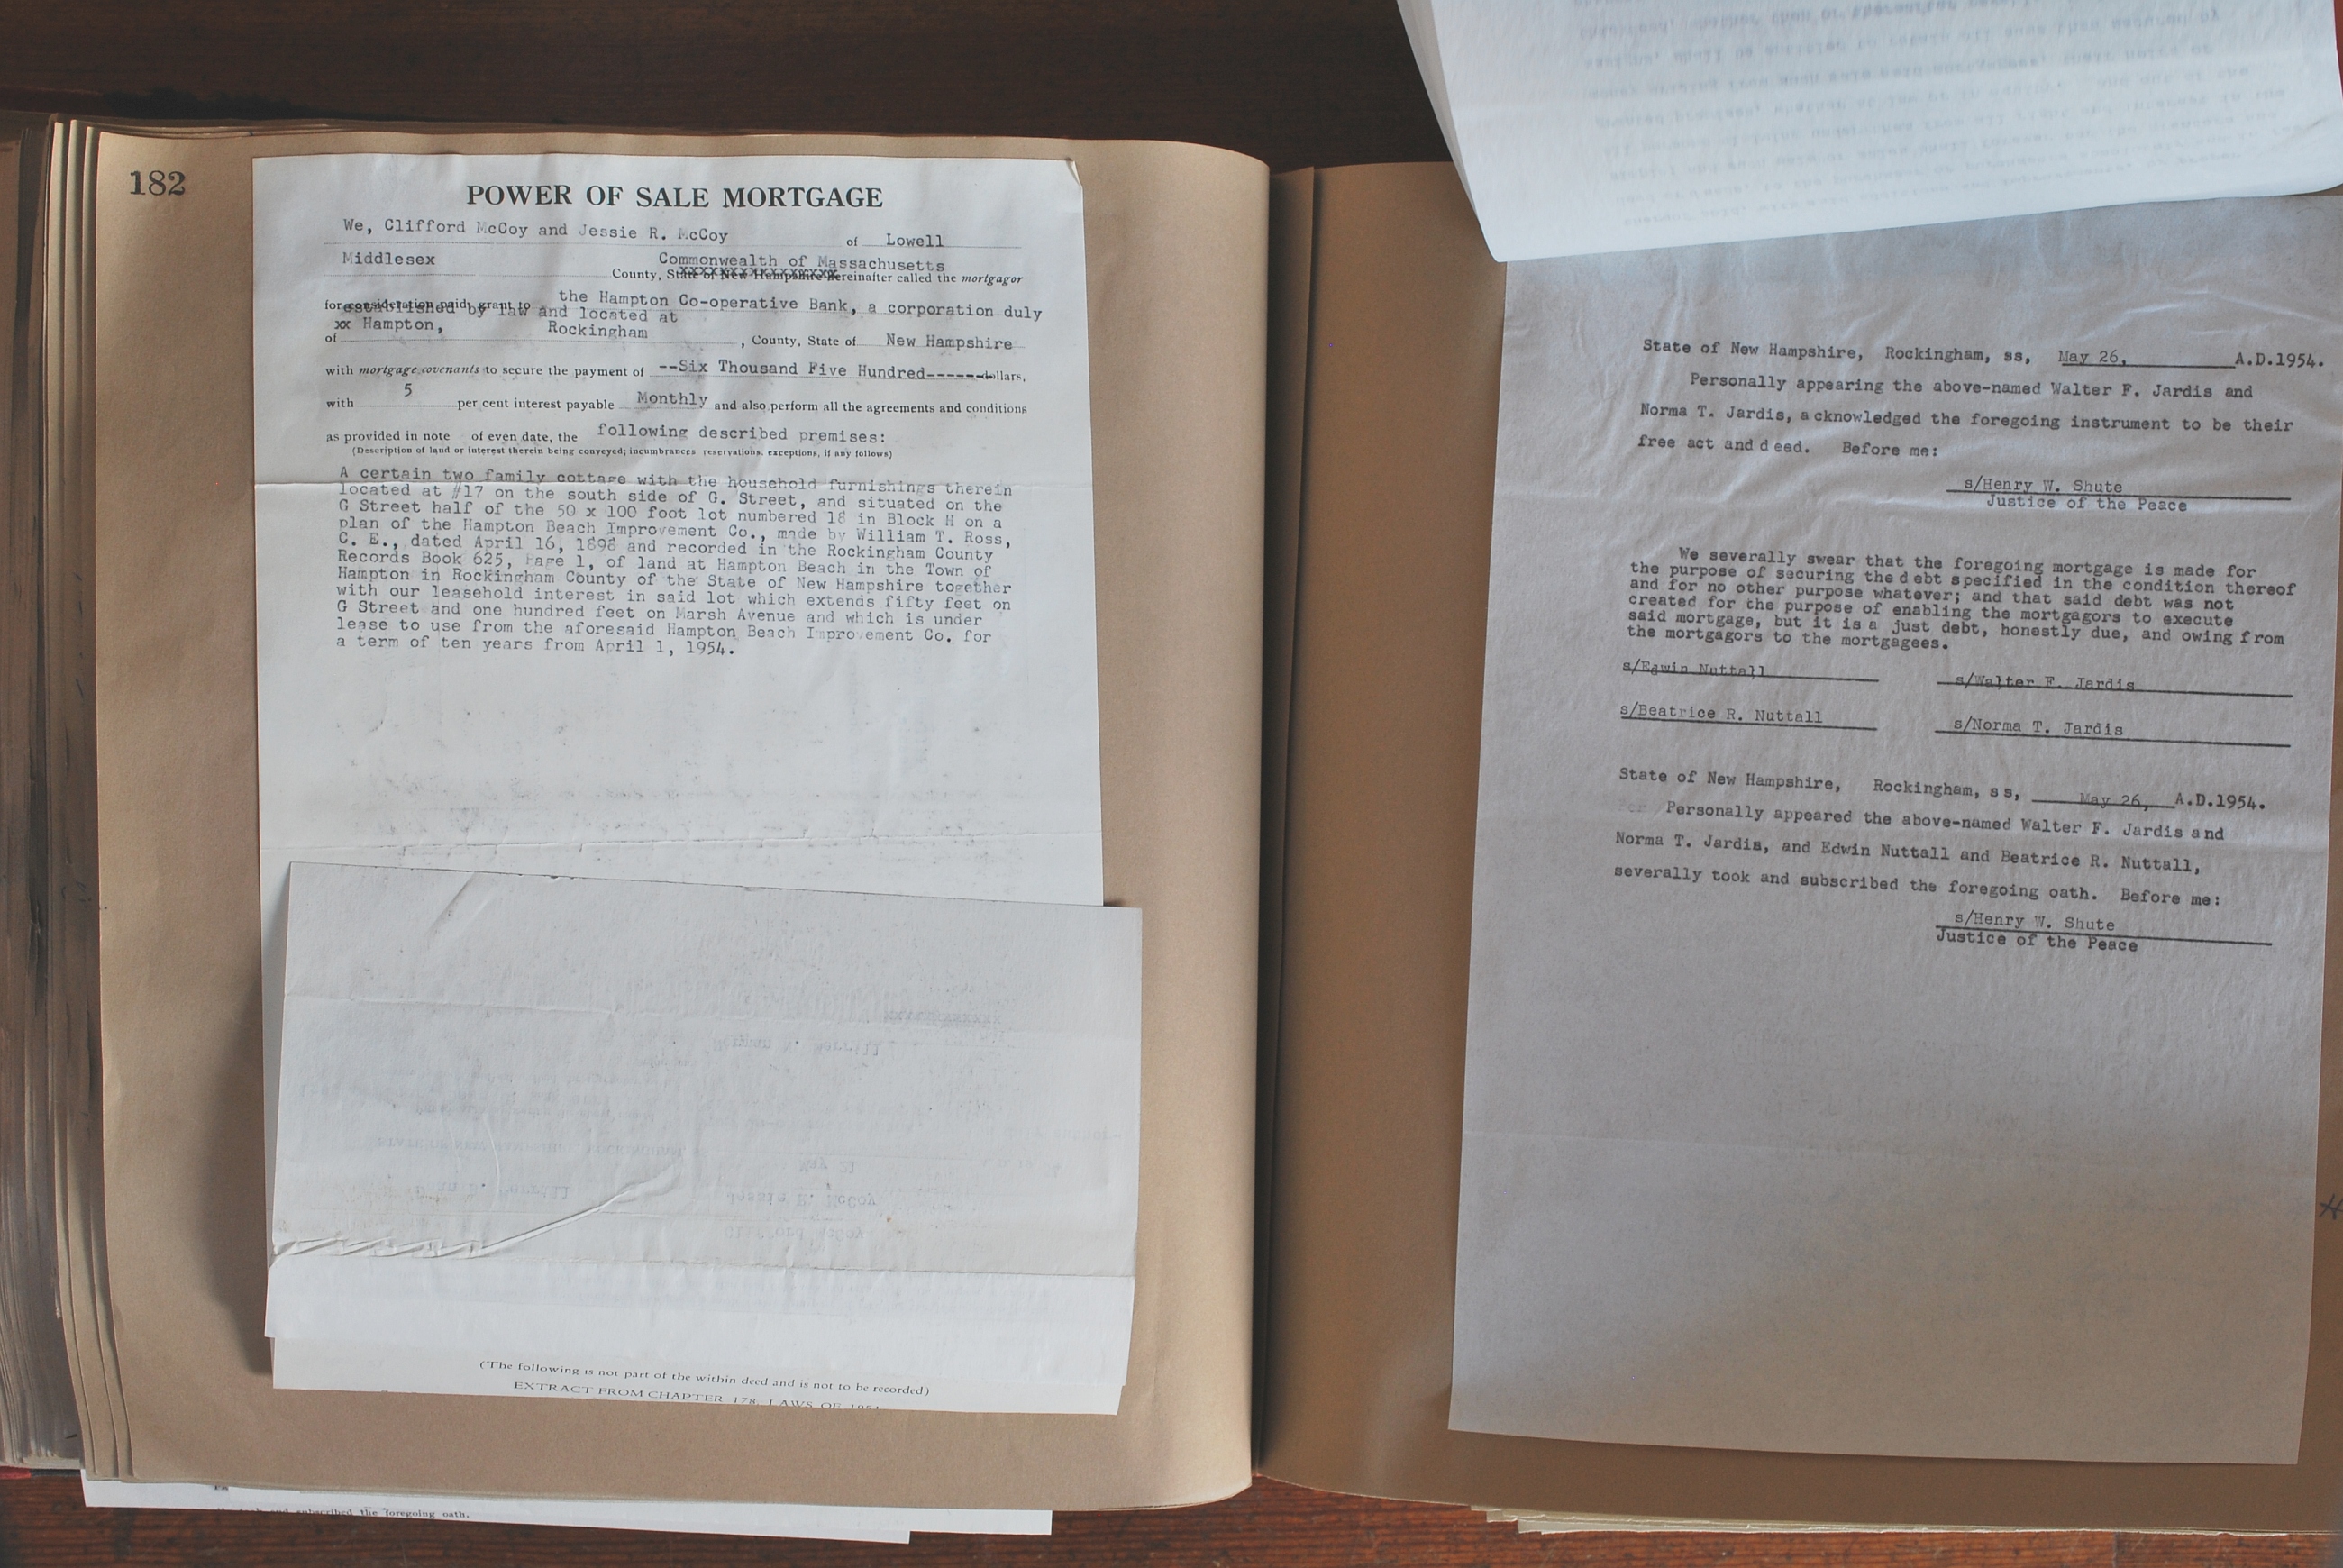 182
POWER OF SALE MORTGAGE
We, Clifford McCoy and Jessie R. McCoy of Lowell
Middlesex Commonwealth of Massachusetts
County, State of New Hampshire hereinafter called the mortgagor
for consideration paid, grant to the Hampton Co-operative Bank, a corporation duly
established by law and located at
xx Hampton, Rockingham
of , County, State of New Hampshire
with mortgage covenants to secure the payment of --Six Thousand Five Hundred------dollars,
with 5 per cent interest payable Monthly and also perform all the agreements and conditions
as provided in note of even date, the following described premises:
(Description of land or interest therein being conveyed; incumbrances reservations, exceptions, if any follows)
A certain two family cottage with the household furnishings therein
located at #17 on the south side of G. Street, and situated on the
G Street half of the 50 x 100 foot lot numbered 18 in Block H on a
plan of the Hampton Beach Improvement Co., made by William T. Ross,
C. E., dated April 16, 1898 and recorded in the Rockingham County
Records Book 625, Page 1, of land at Hampton Beach in the Town of
Hampton in Rockingham County of the State of New Hampshire together
with our leasehold interest in said lot which extends fifty feet on
G Street and one hundred feet on Marsh Avenue and which is under
lease to use from the aforesaid Hampton Beach Improvement Co. for
a term of ten years from April 1, 1954.
(The following is not part of the within deed and is not to be recorded)
EXTRACT FROM CHAPTER 178, LAWS OF 1951
and subscribed the foregoing oath.
State of New Hampshire, Rockingham, ss, May 26, A.D.1954.
Personally appearing the above-named Walter F. Jardis and
Norma T. Jardis, acknowledged the foregoing instrument to be their
free act and deed. Before me:
s/Henry W. Shute
Justice of the Peace
We severally swear that the foregoing mortgage is made for
the purpose of securing the debt specified in the condition thereof
and for no other purpose whatever; and that said debt was not
created for the purpose of enabling the mortgagors to execute
said mortgage, but it is a just debt, honestly due, and owing from
the mortgagors to the mortgagees.
s/Edwin Nuttall s/Walter F. Jardis
s/Beatrice R. Nuttall s/Norma T. Jardis
State of New Hampshire, Rockingham, ss, May 26, A.D.1954.
Personally appeared the above-named Walter F. Jardis and
Norma T. Jardis, and Edwin Nuttall and Beatrice R. Nuttall,
severally took and subscribed the foregoing oath. Before me:
s/Henry W. Shute
Justice of the Peace